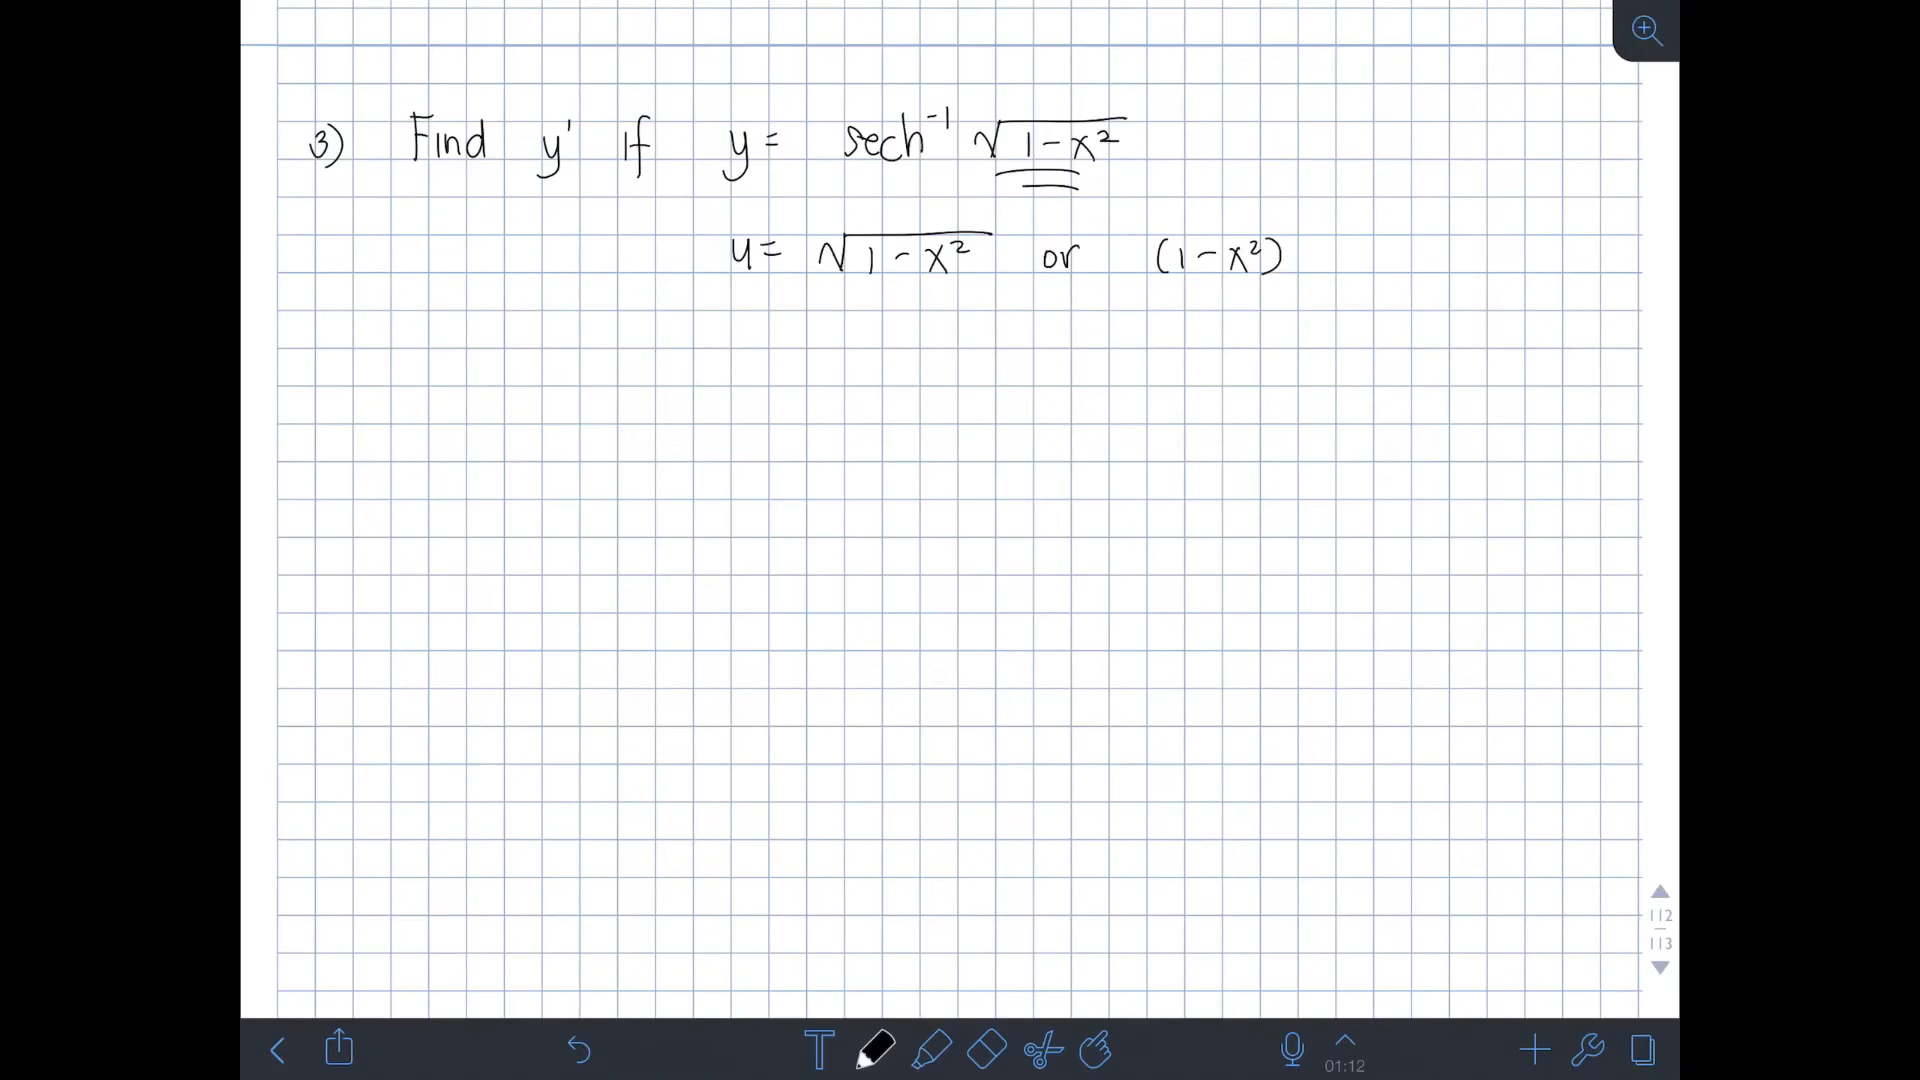 3) Find y' if y = sech⁻¹ √(1-x²)
u = √(1-x²) or (1-x²)
112
113
T
01:12